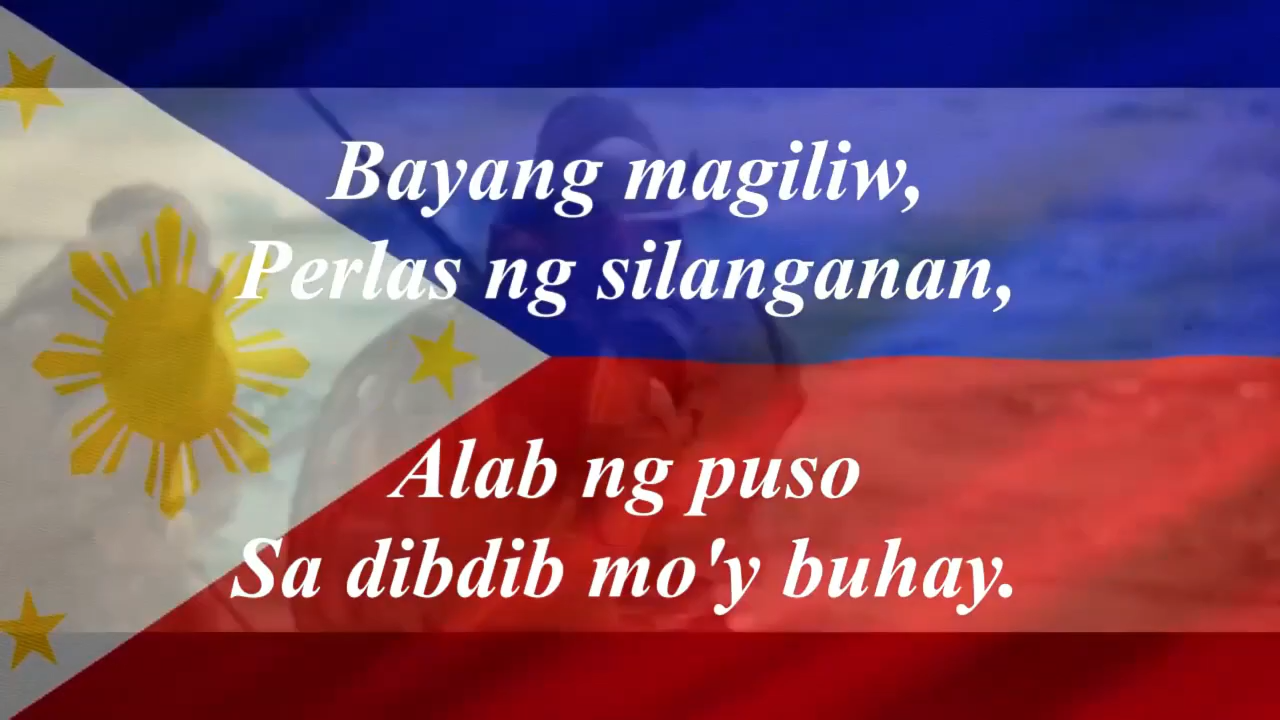 Bayang magiliw,
Perlas ng silanganan,
Alab ng puso
Sa dibdib mo'y buhay.